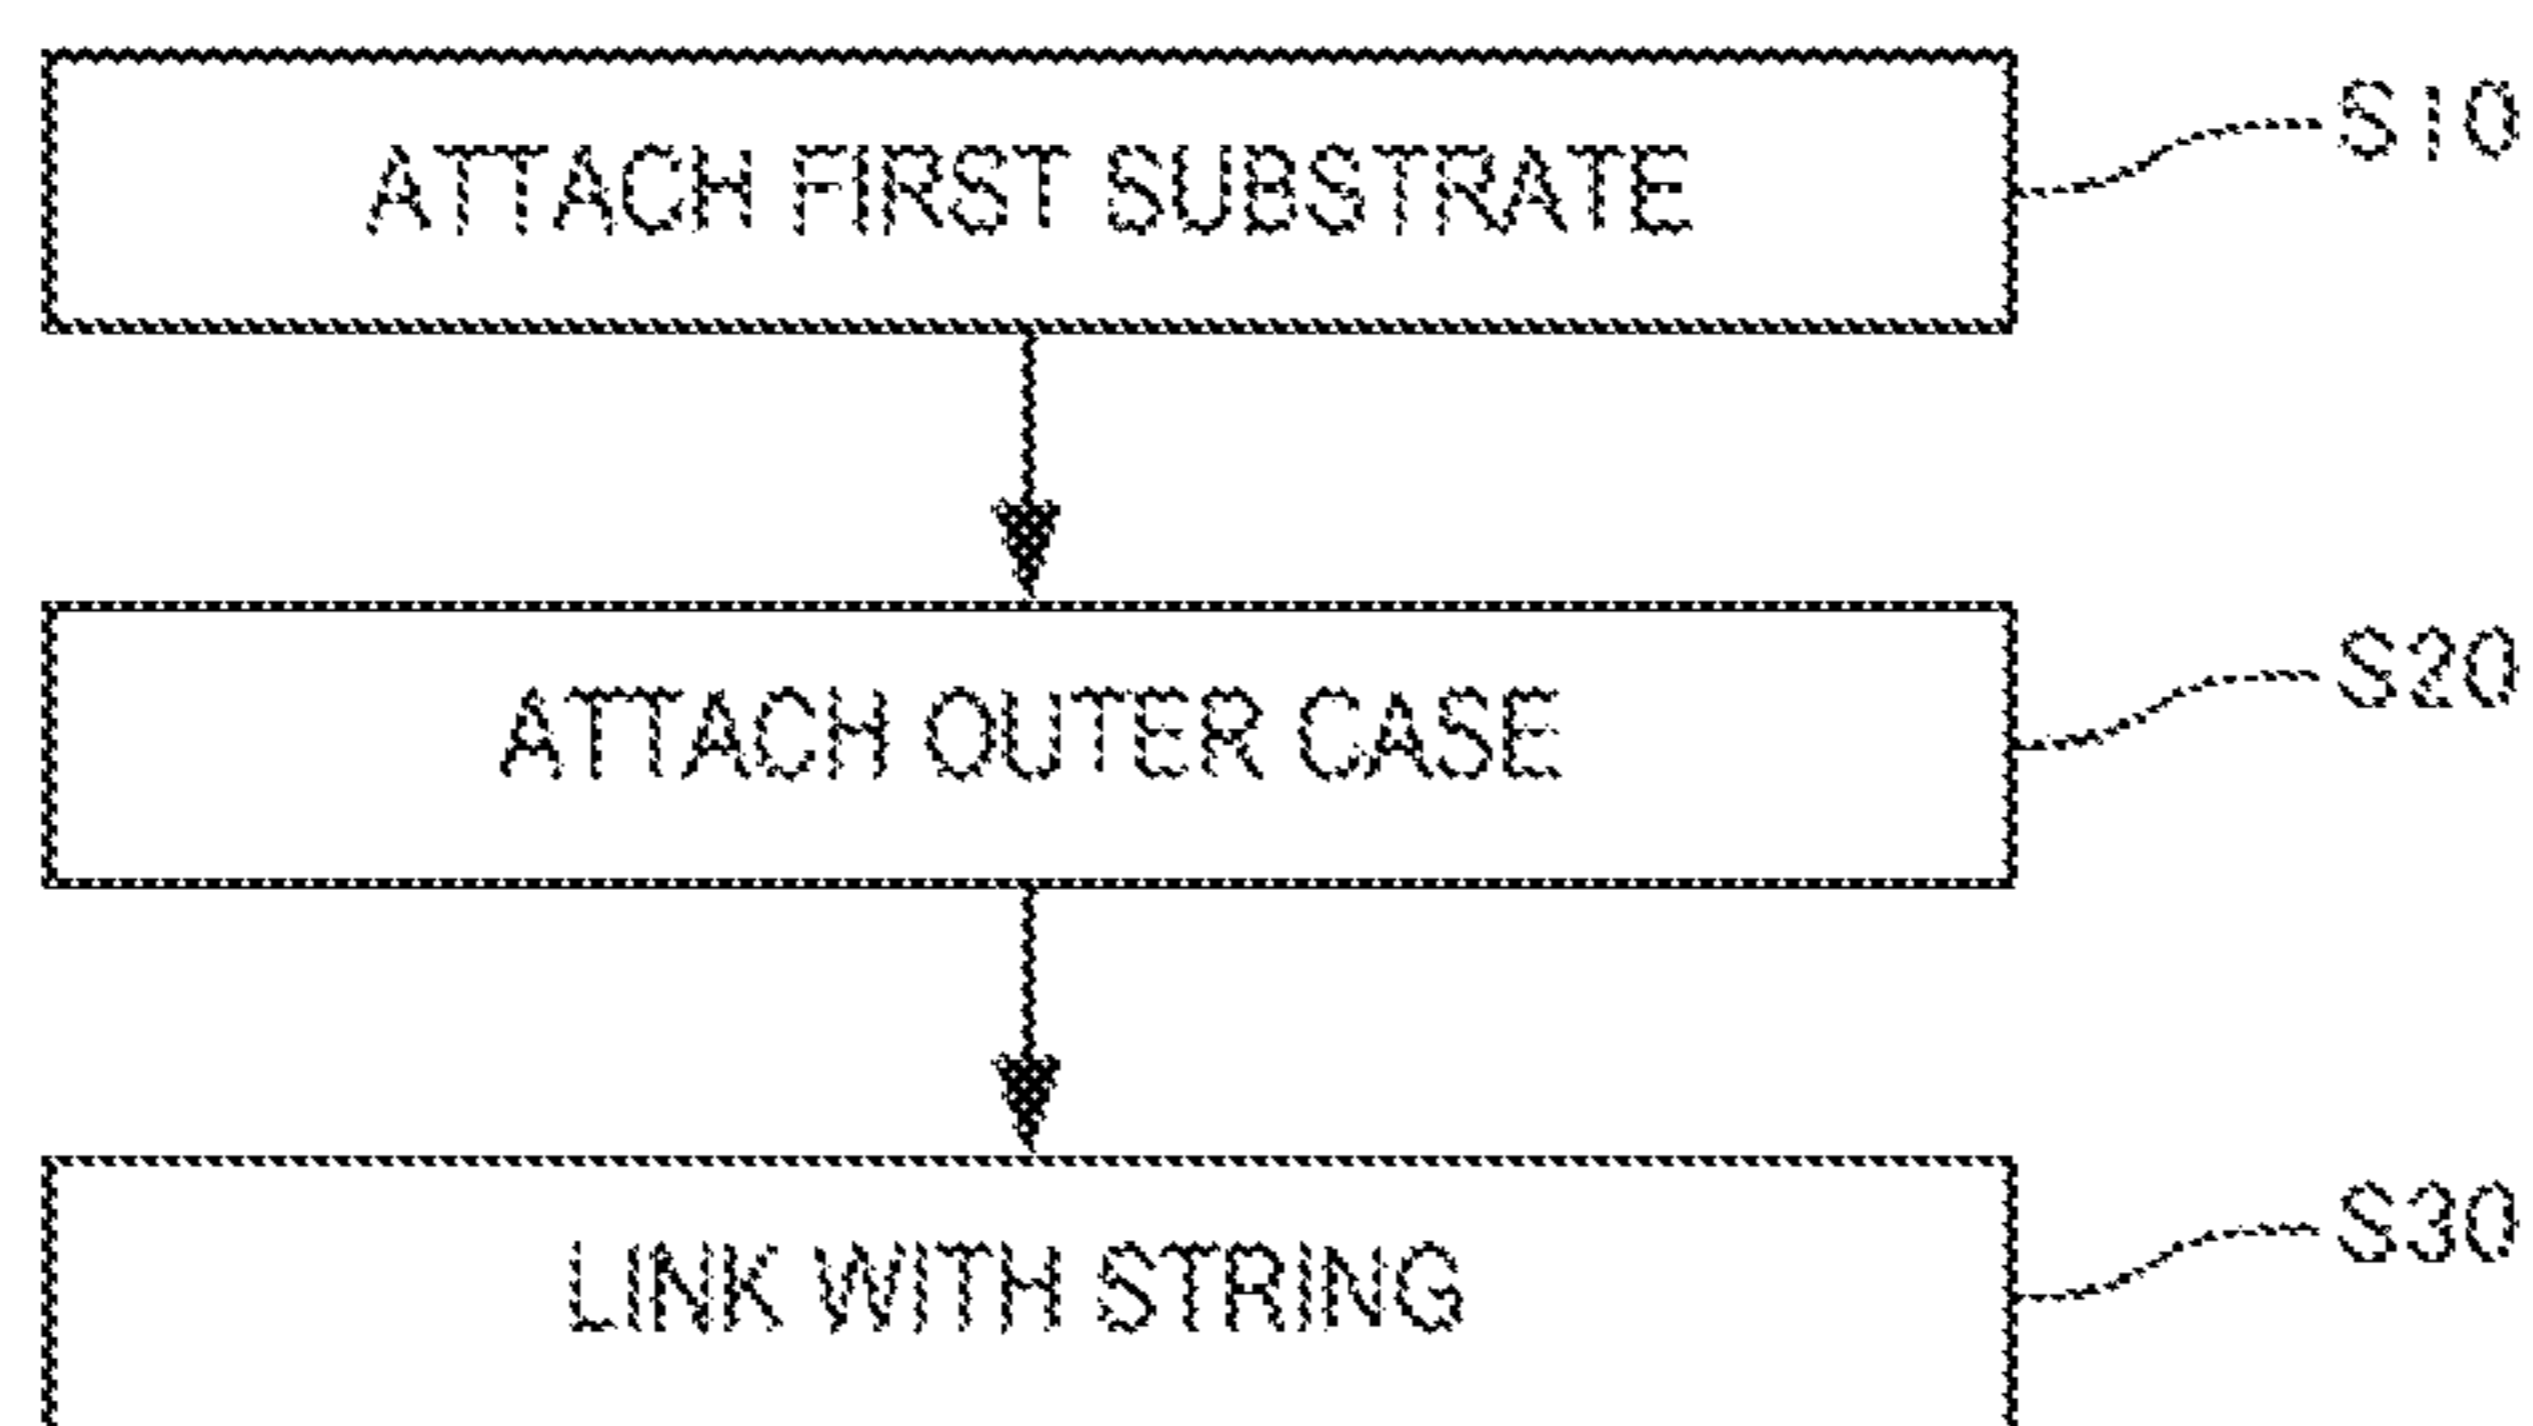 ATTACH FIRST SUBSTRATE
S10
ATTACH OUTER CASE
S20
LINK WITH STRING
S30